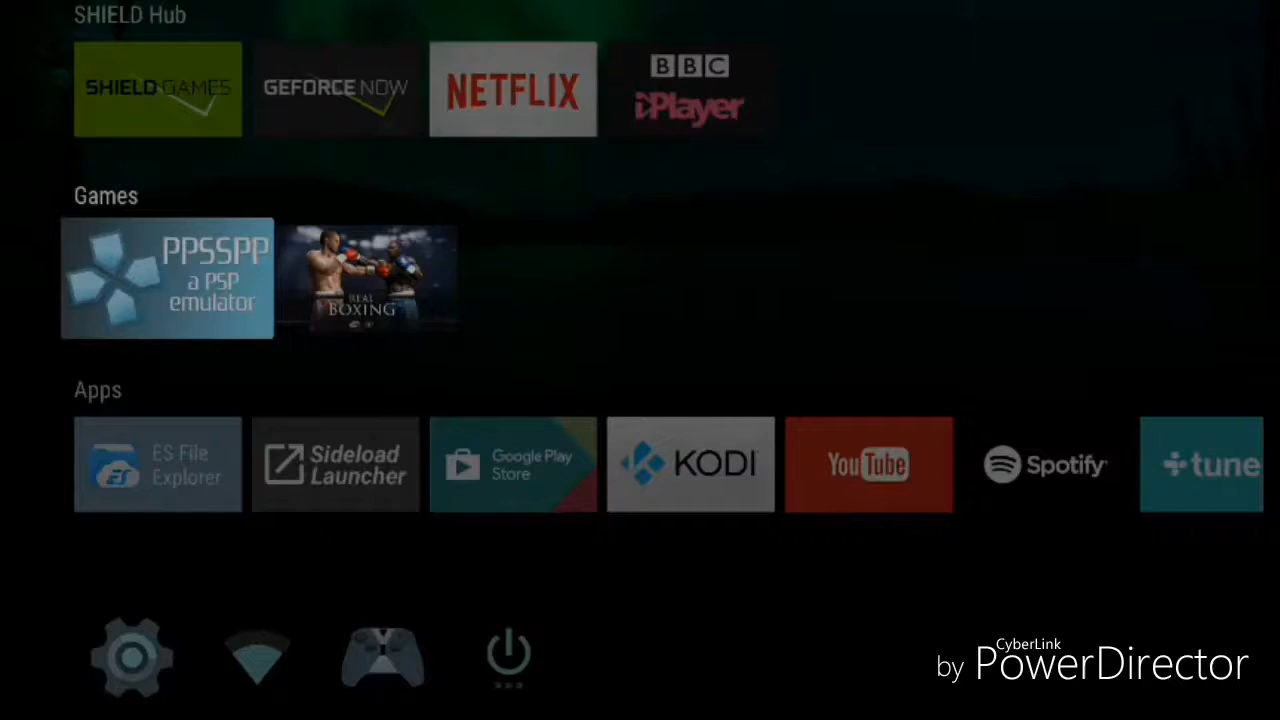 SHIELD Hub
SHIELD GAMES
GEFORCE NOW
NETFLIX
BBC
iPlayer
Games
PPSSPP
a PSP
emulator
REAL
BOXING
Apps
ES File
Explorer
ES
Sideload
Launcher
Google Play
Store
KODI
YouTube
Spotify
tune
CyberLink
by PowerDirector